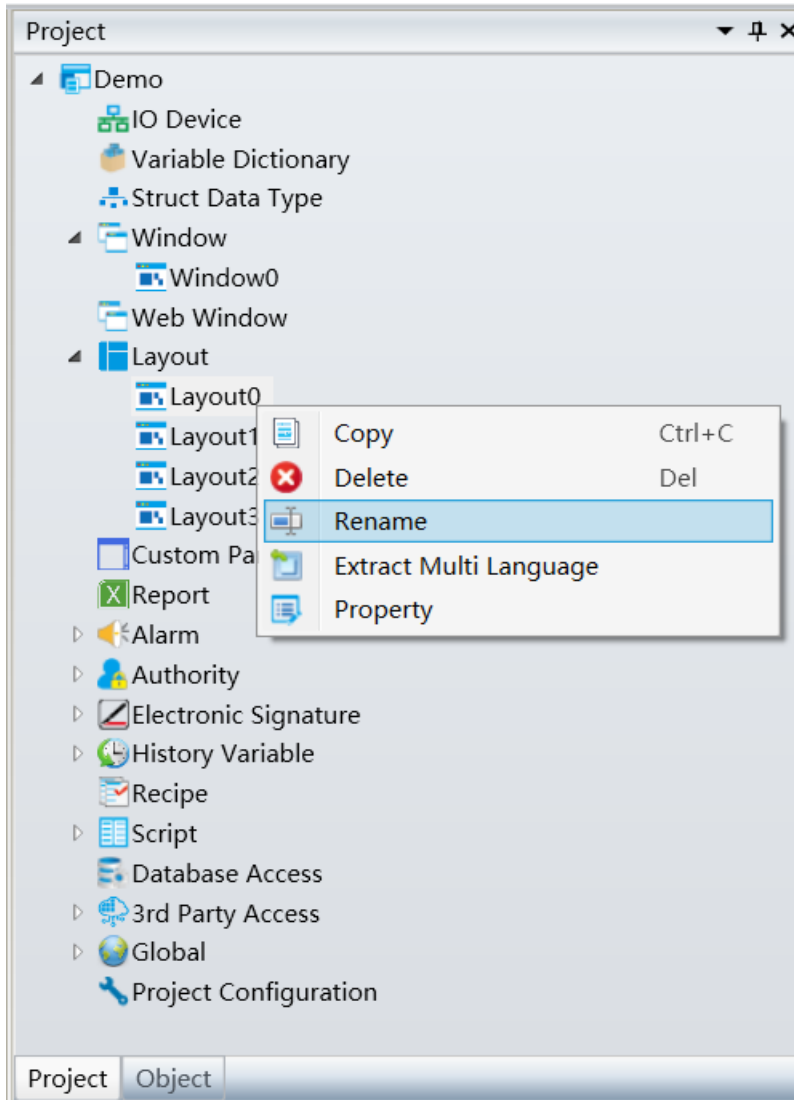 Project
Demo
IO Device
Variable Dictionary
Struct Data Type
Window
Window0
Web Window
Layout
Layout0
Layout1
Copy Ctrl+C
Layout2
Delete Del
Layout3
Rename
Custom Pa
Extract Multi Language
Report
Property
Alarm
Authority
Electronic Signature
History Variable
Recipe
Script
Database Access
3rd Party Access
Global
Project Configuration
Project Object